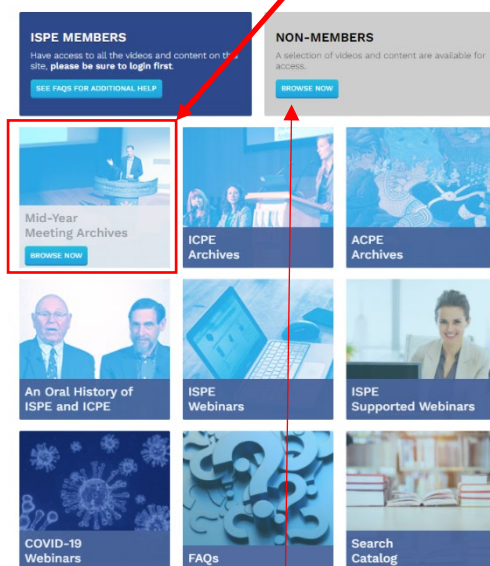 ISPE MEMBERS
Have access to all the videos and content on this
site, please be sure to login first.
SEE FAQS FOR ADDITIONAL HELP
NON-MEMBERS
A selection of videos and content are available for
access.
BROWSE NOW
Mid-Year
Meeting Archives
BROWSE NOW
ICPE
Archives
ACPE
Archives
An Oral History of
ISPE and ICPE
ISPE
Webinars
ISPE
Supported Webinars
COVID-19
Webinars
FAQs
Search
Catalog